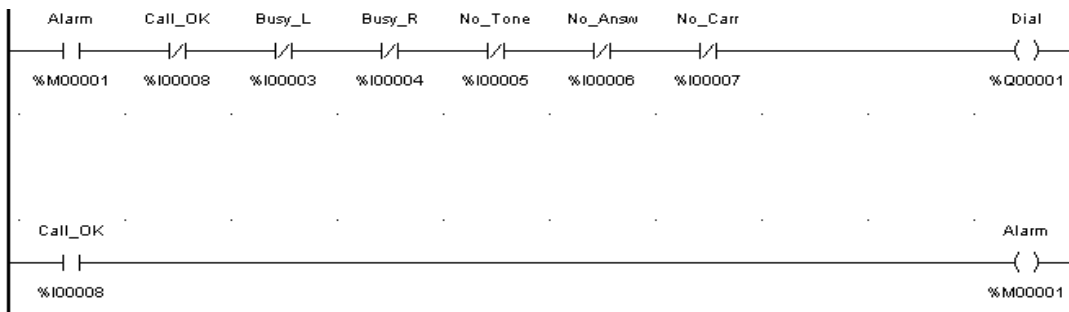 Alarm Call_OK Busy_L Busy_R No_Tone No_Answ No_Carr Dial
%M00001 %I00008 %I00003 %I00004 %I00005 %I00006 %I00007 %Q00001
Call_OK Alarm
%I00008 %M00001